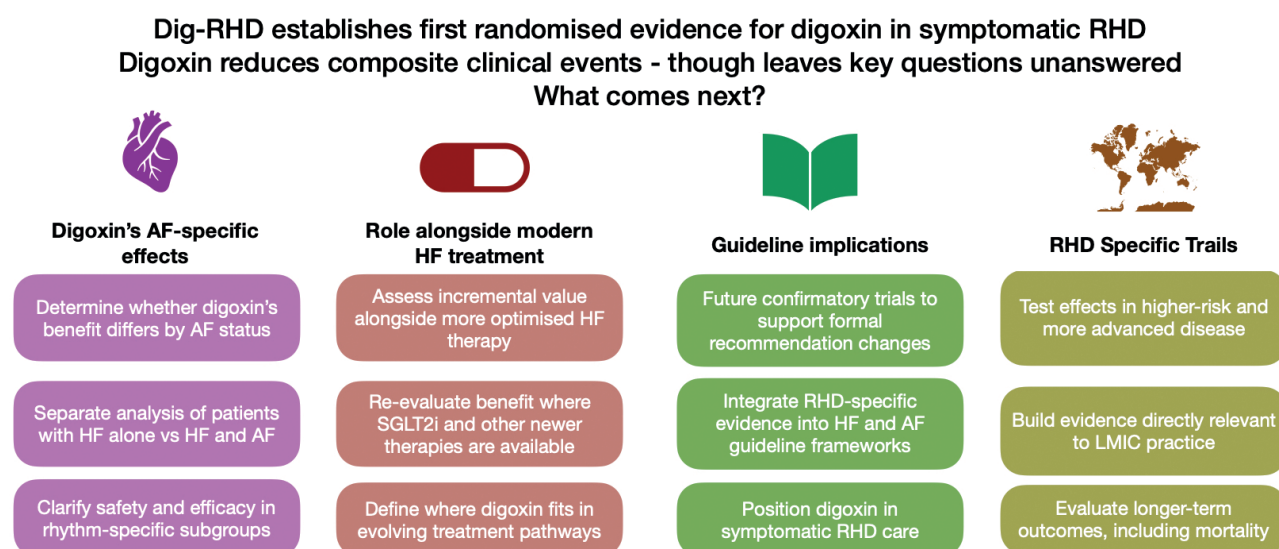 Dig-RHD establishes first randomised evidence for digoxin in symptomatic RHD
Digoxin reduces composite clinical events - though leaves key questions unanswered
What comes next?
Digoxin's AF-specific
effects
Determine whether digoxin's
benefit differs by AF status
Separate analysis of patients
with HF alone vs HF and AF
Clarify safety and efficacy in
rhythm-specific subgroups
Role alongside modern
HF treatment
Assess incremental value
alongside more optimised HF
therapy
Re-evaluate benefit where
SGLT2i and other newer
therapies are available
Define where digoxin fits in
evolving treatment pathways
Guideline implications
Future confirmatory trials to
support formal
recommendation changes
Integrate RHD-specific
evidence into HF and AF
guideline frameworks
Position digoxin in
symptomatic RHD care
RHD Specific Trails
Test effects in higher-risk and
more advanced disease
Build evidence directly relevant
to LMIC practice
Evaluate longer-term
outcomes, including mortality